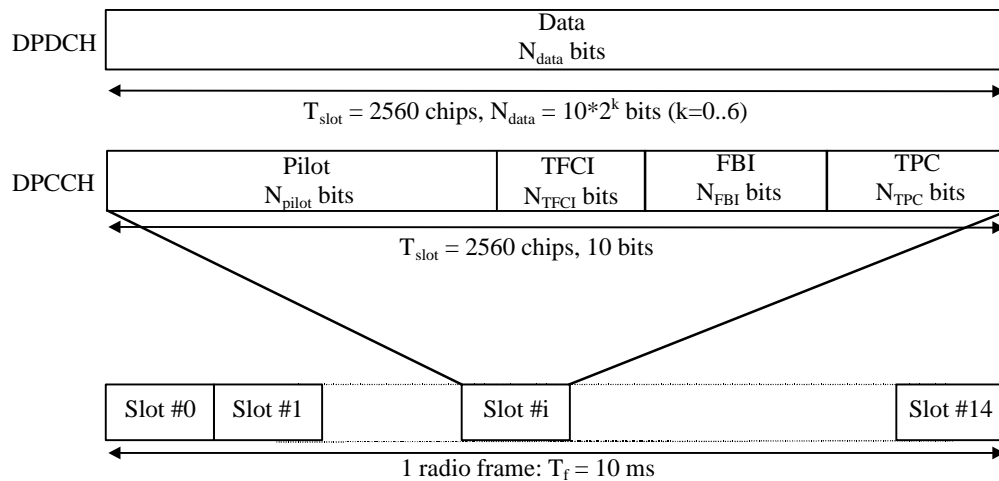 Data
DPDCH
N_data bits
T_slot = 2560 chips, N_data = 10*2^k bits (k=0..6)
Pilot TFCI FBI TPC
DPCCH
N_pilot bits N_TFCI bits N_FBI bits N_TPC bits
T_slot = 2560 chips, 10 bits
Slot #0 Slot #1 Slot #i Slot #14
1 radio frame: T_f = 10 ms